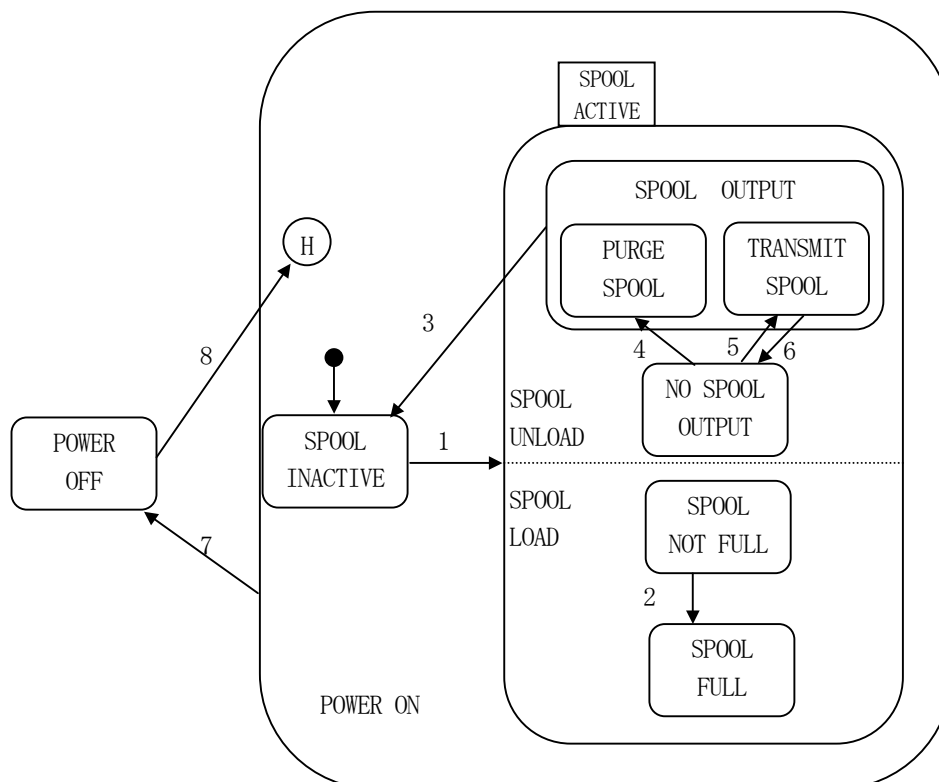 SPOOL
ACTIVE
SPOOL OUTPUT
PURGE
SPOOL
TRANSMIT
SPOOL
H
3
4
5
6
8
NO SPOOL
OUTPUT
SPOOL
UNLOAD
POWER
OFF
SPOOL
INACTIVE
1
SPOOL
LOAD
SPOOL
NOT FULL
7
2
SPOOL
FULL
POWER ON